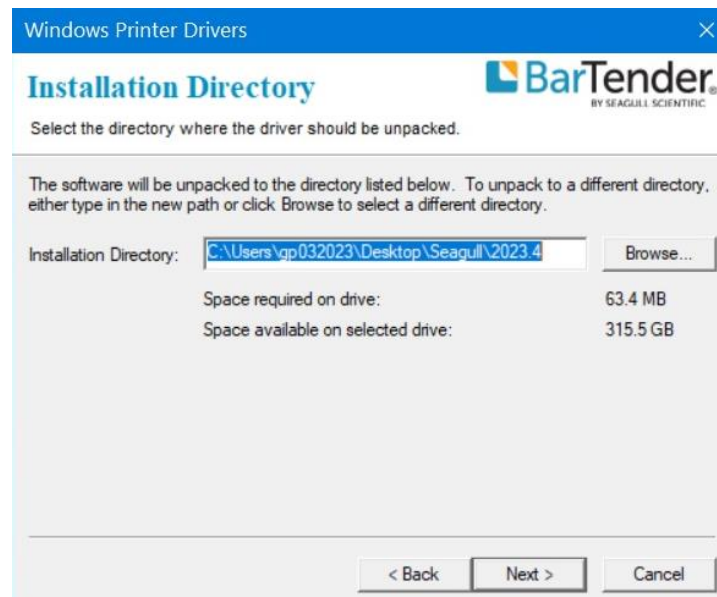 Windows Printer Drivers
Installation Directory
BarTender®
BY SEAGULL SCIENTIFIC
Select the directory where the driver should be unpacked.
The software will be unpacked to the directory listed below. To unpack to a different directory,
either type in the new path or click Browse to select a different directory.
Installation Directory: C:\Users\gp032023\Desktop\Seagull\2023.4 Browse...
Space required on drive: 63.4 MB
Space available on selected drive: 315.5 GB
< Back Next > Cancel